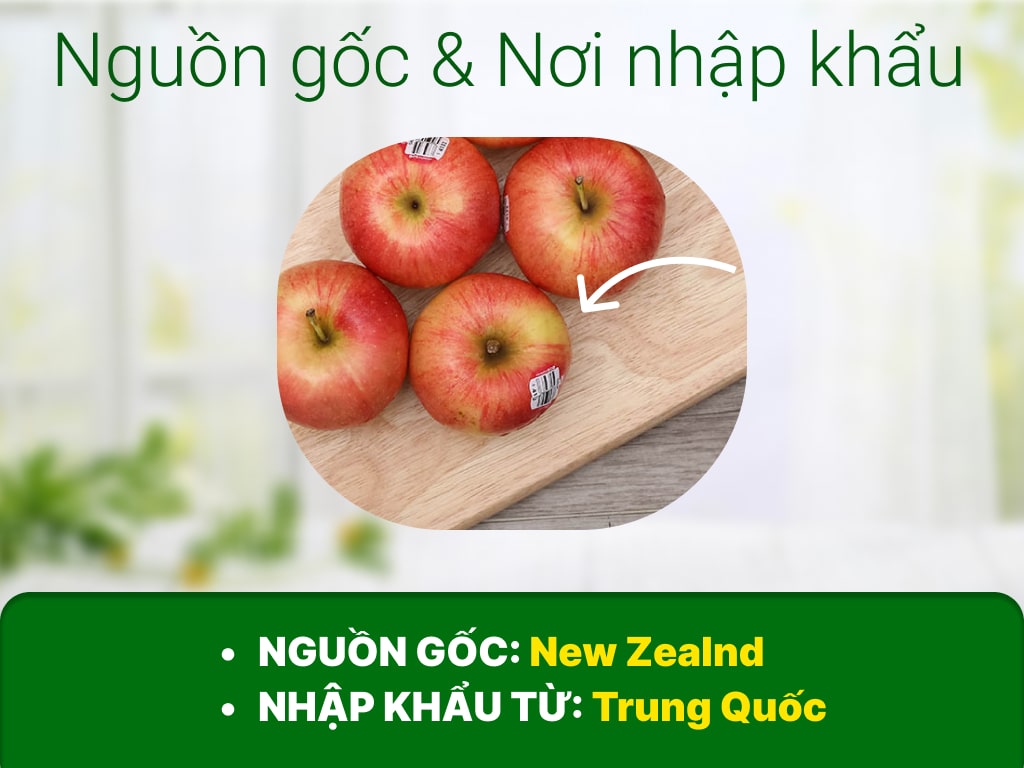 Nguồn gốc & Nơi nhập khẩu
• NGUỒN GỐC: New Zealnd
• NHẬP KHẨU TỪ: Trung Quốc